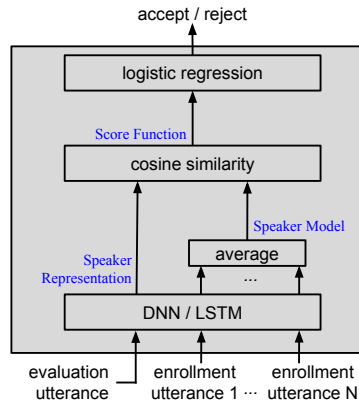 accept / reject
logistic regression
Score Function
cosine similarity
Speaker Model
average
Speaker
Representation
...
DNN / LSTM
evaluation
utterance
enrollment
utterance 1
...
enrollment
utterance N